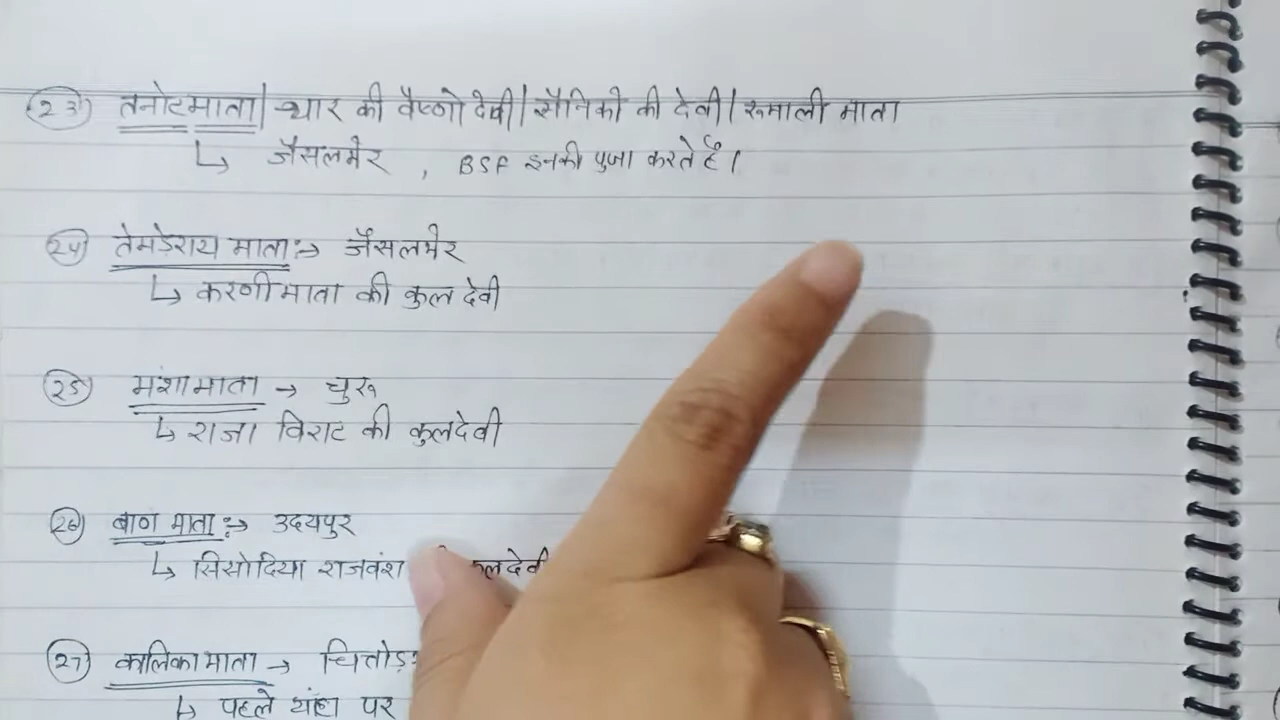 23) तनोटमाता| थार की वैष्णो देवी| सैनिको की देवी| रूमाली माता
↳ जैसलमेर , BSF इनकी पुजा करते हैं।
24) तेमडेराय माता:→ जैसलमेर
↳ करणीमाता की कुल देवी
25) मंशामाता → चुरू
↳ राजा विराट की कुलदेवी
26) बाण माता:→ उदयपुर
↳ सिसोदिया राजवंश
27) कालिकामाता → चित्तोड़
↳ पहले यांहा पर